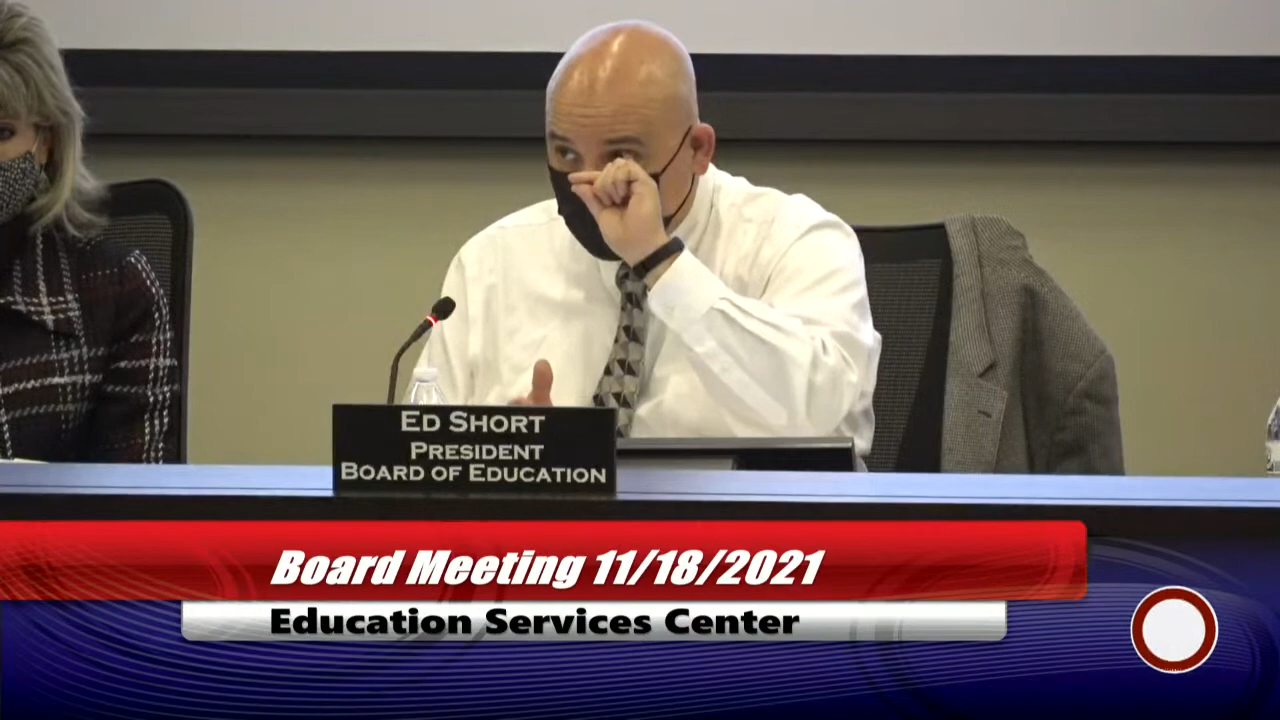 ED SHORT
PRESIDENT
BOARD OF EDUCATION
Board Meeting 11/18/2021
Education Services Center